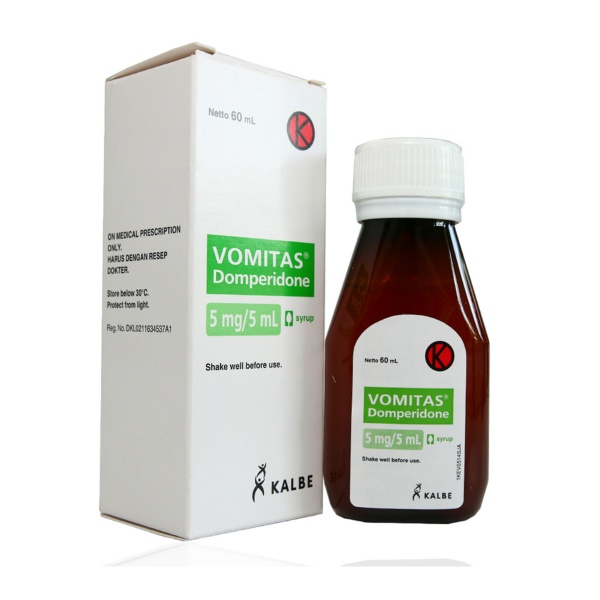 Netto 60 mL
K
ON MEDICAL PRESCRIPTION
ONLY.
HARUS DENGAN RESEP
DOKTER.
Store below 30°C.
Protect from light.
Reg. No. DKL0211634537A1
VOMITAS®
Domperidone
5 mg/5 mL syrup
Shake well before use.
KALBE
Netto 60 mL
K
VOMITAS®
Domperidone
5 mg/5 mL syrup
Shake well before use.
KALBE
1KEV0514SJA